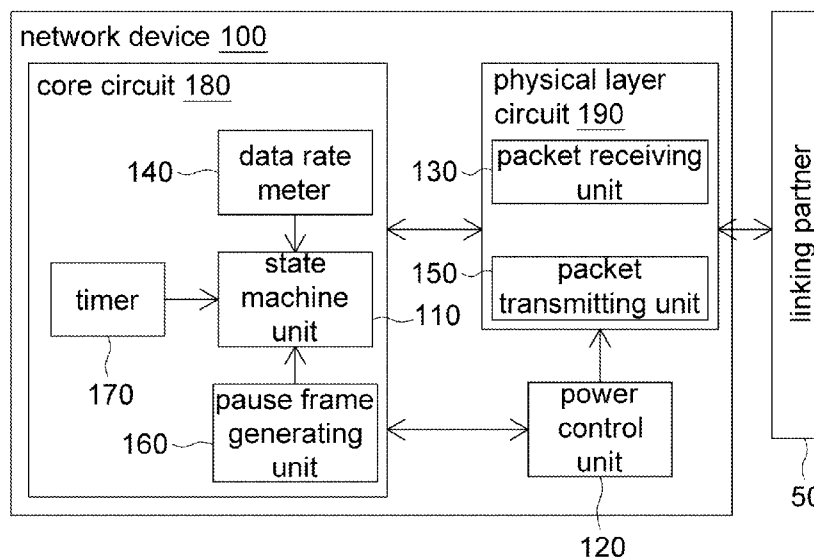 network device 100
core circuit 180
140
data rate
meter
timer
170
state
machine
unit
110
160
pause frame
generating
unit
physical layer
circuit 190
130
packet receiving
unit
150
packet
transmitting unit
power
control
unit
120
linking partner